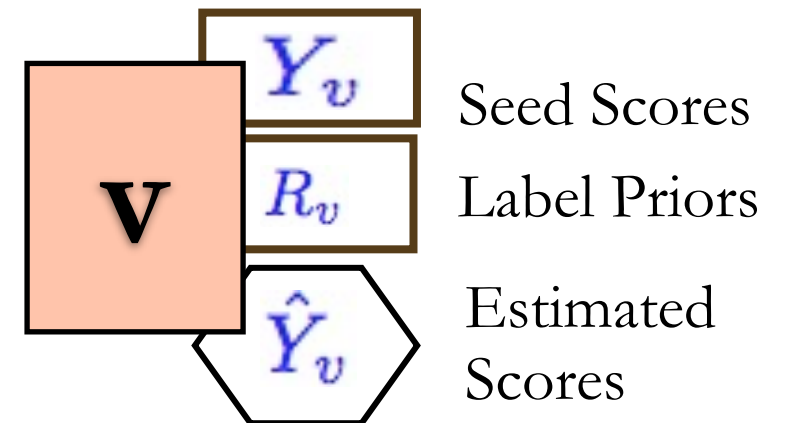 v
Y_v Seed Scores
R_v Label Priors
Ŷ_v Estimated
Scores